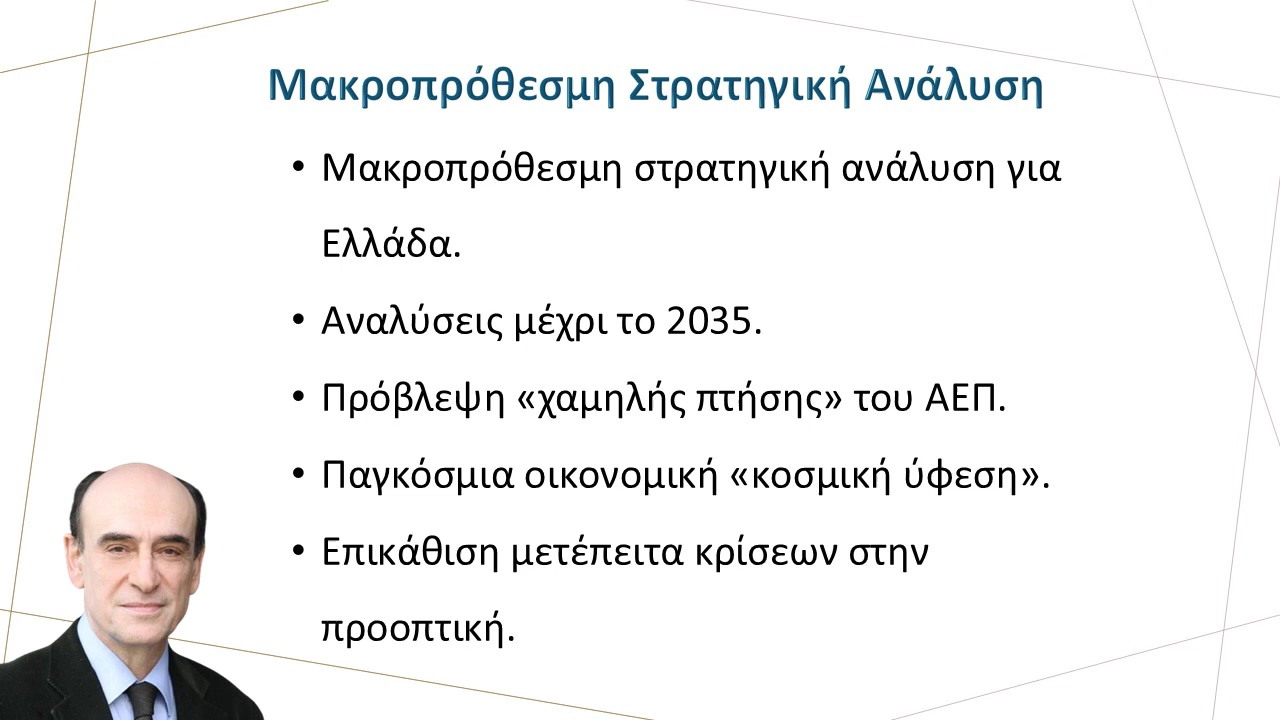 Μακροπρόθεσμη Στρατηγική Ανάλυση
• Μακροπρόθεσμη στρατηγική ανάλυση για
Ελλάδα.
• Αναλύσεις μέχρι το 2035.
• Πρόβλεψη «χαμηλής πτήσης» του ΑΕΠ.
• Παγκόσμια οικονομική «κοσμική ύφεση».
• Επικάθιση μετέπειτα κρίσεων στην
προοπτική.